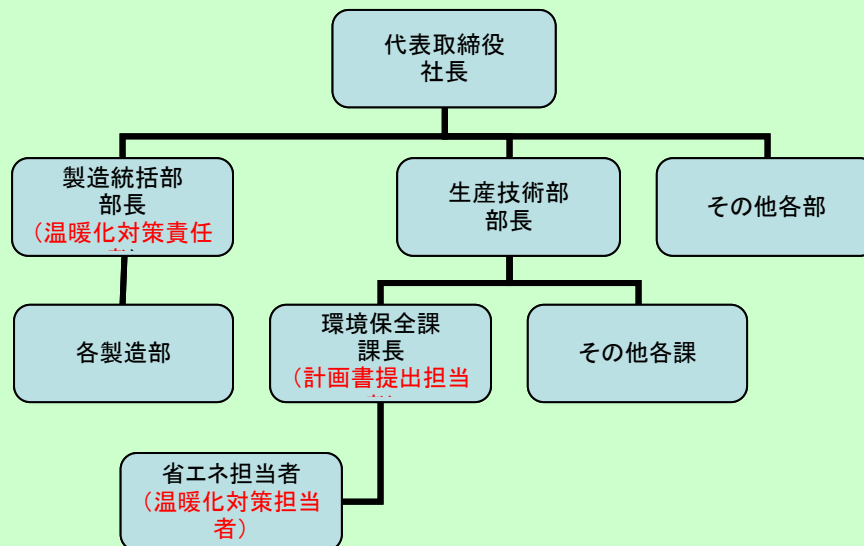 代表取締役
社長
製造統括部
部長
（温暖化対策責任
生産技術部
部長
その他各部
各製造部
環境保全課
課長
（計画書提出担当
その他各課
省エネ担当者
（温暖化対策担当
者）